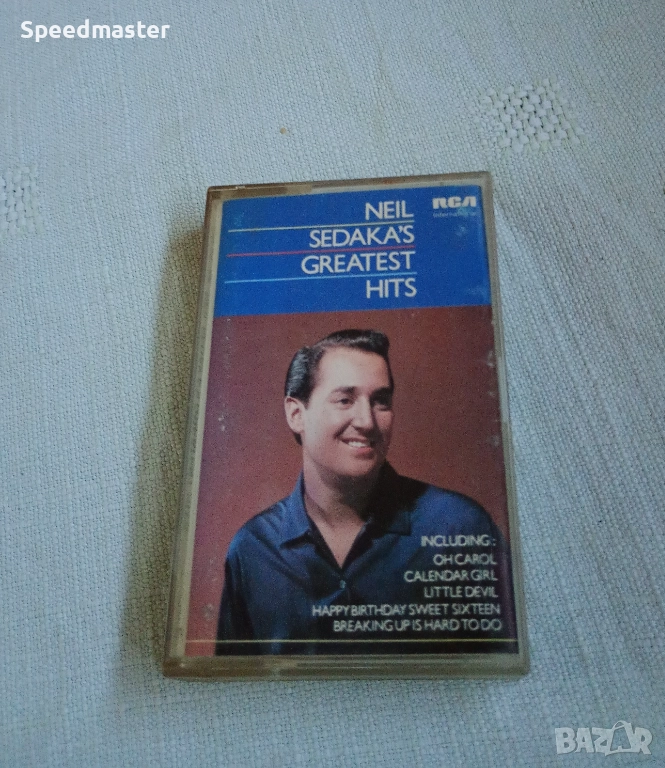 Speedmaster
NEIL
SEDAKA'S
GREATEST
HITS
RCA
INCLUDING:
OH CAROL
CALENDAR GIRL
LITTLE DEVIL
HAPPY BIRTHDAY SWEET SIXTEEN
BREAKING UP IS HARD TO DO
BAZAR